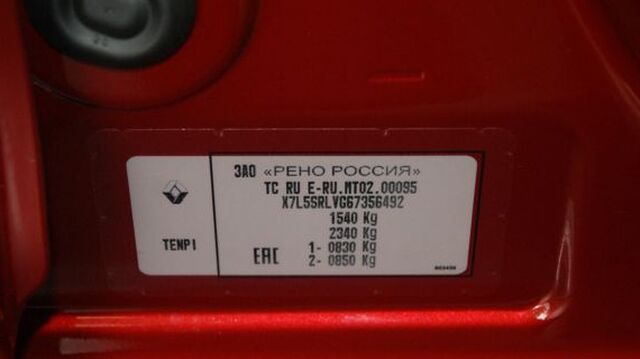 ЗАО «РЕНО РОССИЯ»
TC RU E-RU.MT02.00095
X7L5SRLVG67356492
1540 Kg
2340 Kg
1- 0830 Kg
2- 0850 Kg
TENPI
EAC